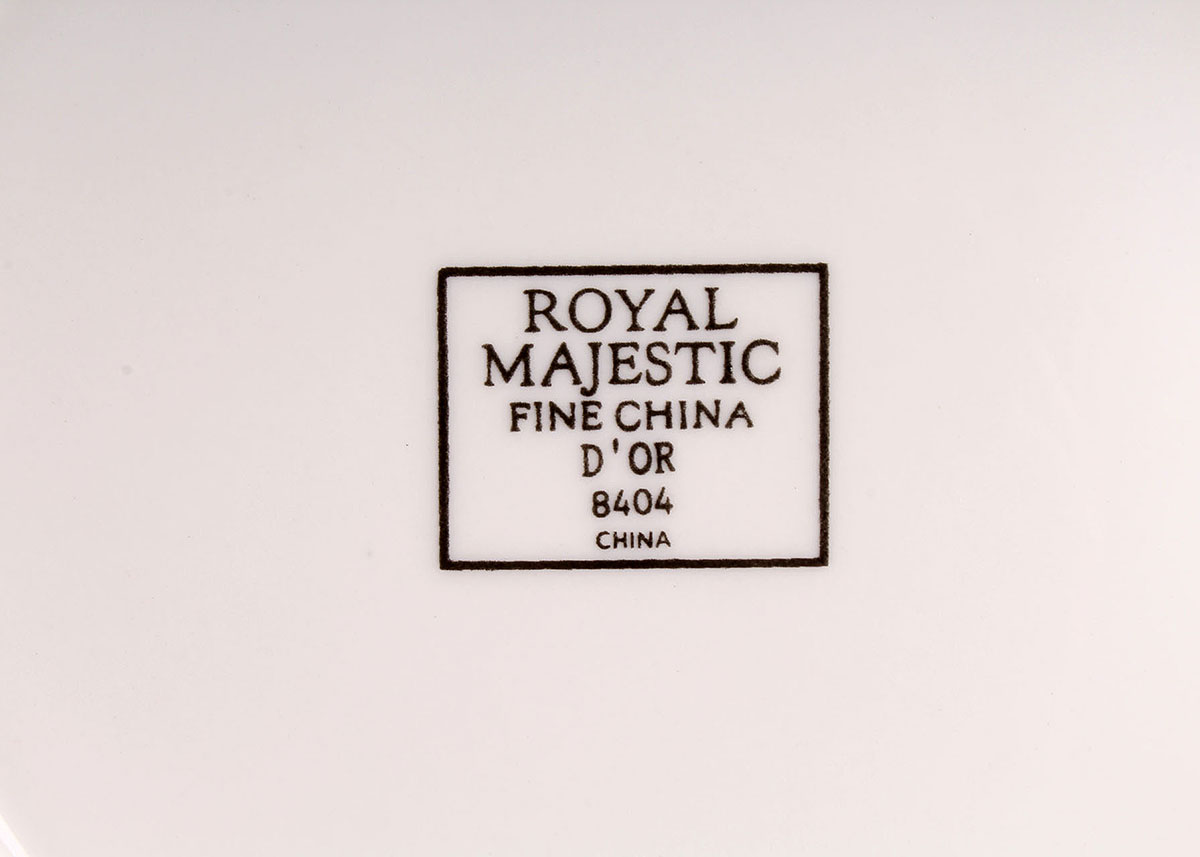 ROYAL
MAJESTIC
FINE CHINA
D'OR
8404
CHINA